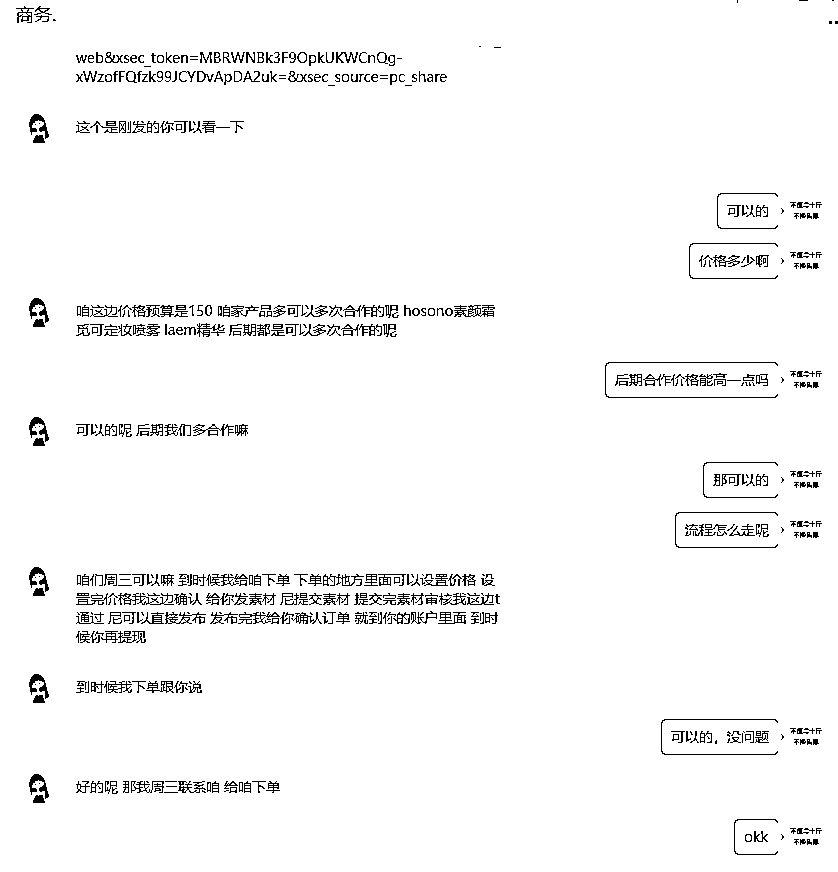 商务.
web&xsec_token=MBRWNBk3F9OpkUKWCnQg-
xWzofFQfzk99JCYDvApDA2uk=&xsec_source=pc_share
这个是刚发的你可以看一下
可以的
价格多少啊
咱这边价格预算是150 咱家产品多可以多次合作的呢 hosono素颜霜
觅可定妆喷雾 laem精华 后期都是可以多次合作的呢
后期合作价格能高一点吗
可以的呢 后期我们多合作嘛
那可以的
流程怎么走呢
咱们周三可以嘛 到时候我给咱下单 下单的地方里面可以设置价格 设
置完价格我这边确认 给你发素材 尼提交素材 提交完素材审核我这边t
通过 尼可以直接发布 发布完我给你确认订单 就到你的账户里面 到时
候你再提现
到时候我下单跟你说
可以的，没问题
好的呢 那我周三联系咱 给咱下单
okk